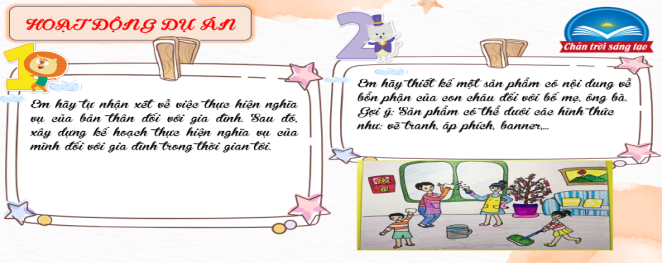 HOẠT ĐỘNG DỰ ÁN
1
Em hãy tự nhận xét về việc thực hiện nghĩa
vụ của bản thân đối với gia đình. Sau đó,
xây dựng kế hoạch thực hiện nghĩa vụ của
mình đối với gia đình trong thời gian tới.
2
Em hãy thiết kế một sản phẩm có nội dung về
bổn phận của con cháu đối với bố mẹ, ông bà.
Gợi ý: Sản phẩm có thể dưới các hình thức
như: vẽ tranh, áp phích, banner,...
Chân trời sáng tạo